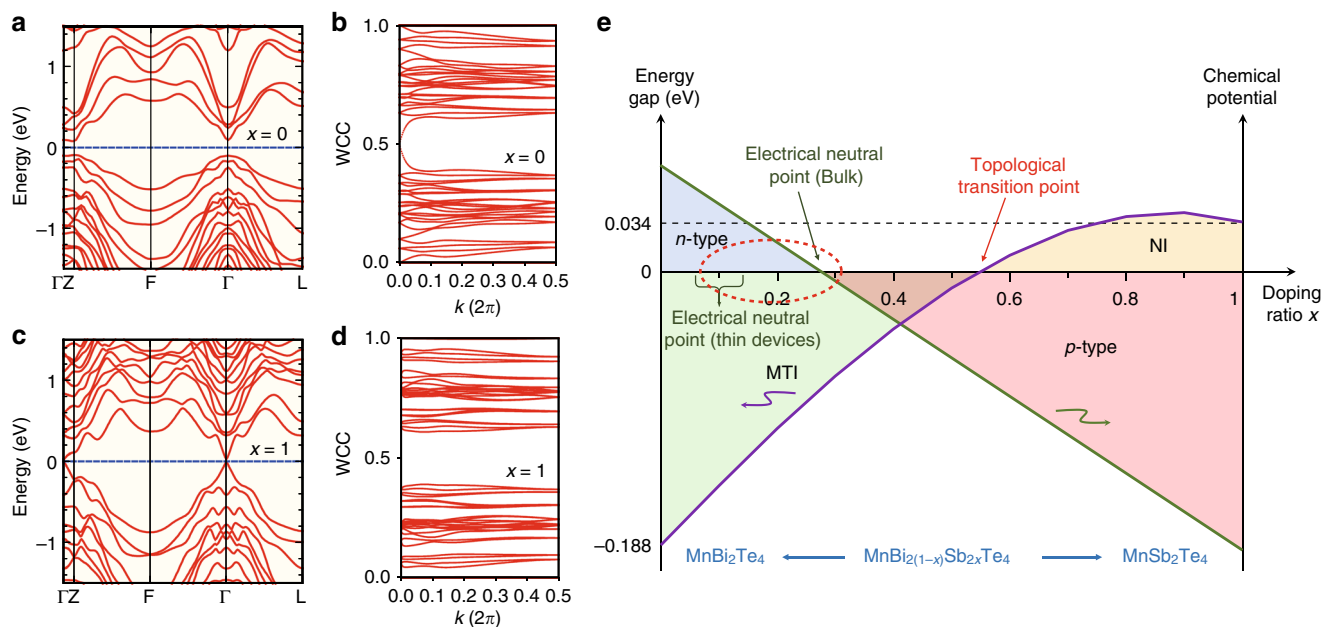 a
1
0
−1
Energy (eV)
x = 0
ΓZ
F
Γ
L
b
1.0
0.5
0.0
WCC
x = 0
0.0 0.1 0.2 0.3 0.4 0.5
k (2π)
c
1
0
−1
Energy (eV)
x = 1
ΓZ
F
Γ
L
d
1.0
0.5
0.0
WCC
x = 1
0.0 0.1 0.2 0.3 0.4 0.5
k (2π)
e
Energy
gap (eV)
Chemical
potential
Electrical neutral
point (Bulk)
Topological
transition point
0.034
n-type
NI
0
0.2 0.4 0.6 0.8 1
Doping
ratio x
Electrical neutral
point (thin devices)
p-type
MTI
−0.188
MnBi₂Te₄
MnBi₂₍₁₋ₓ₎Sb₂ₓTe₄
MnSb₂Te₄